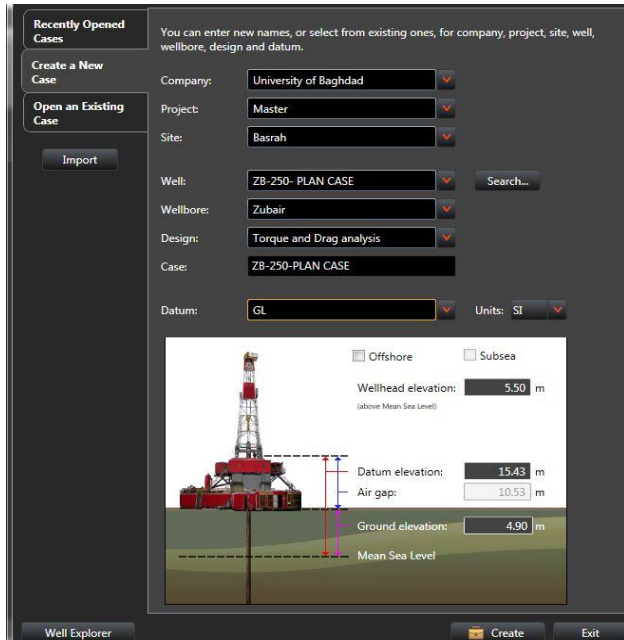 Recently Opened
Cases
Create a New
Case
Open an Existing
Case
Import
You can enter new names, or select from existing ones, for company, project, site, well,
wellbore, design and datum.
Company: University of Baghdad
Project: Master
Site: Basrah
Well: ZB-250- PLAN CASE Search...
Wellbore: Zubair
Design: Torque and Drag analysis
Case: ZB-250-PLAN CASE
Datum: GL Units: SI
Offshore Subsea
Wellhead elevation: 5.50 m
(above Mean Sea Level)
Datum elevation: 15.43 m
Air gap: 10.53 m
Ground elevation: 4.90 m
Mean Sea Level
Well Explorer Create Exit